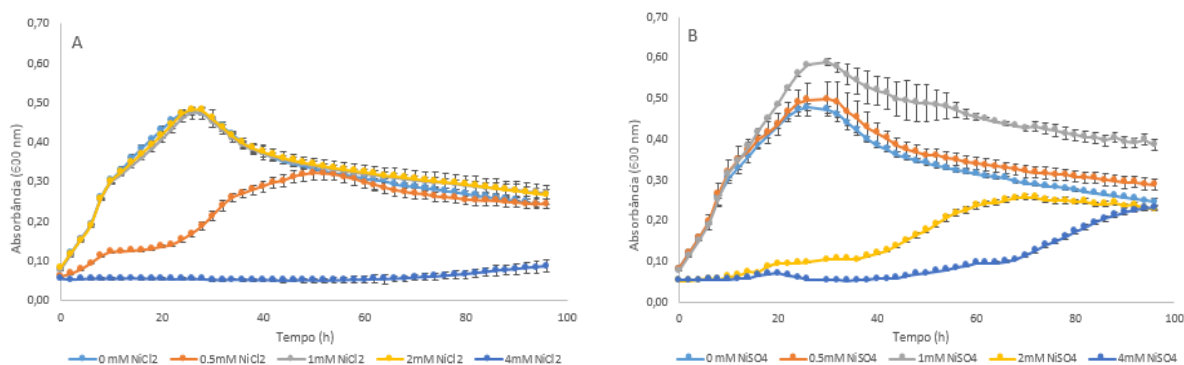 A
Absorbância (600 nm)
0,70
0,60
0,50
0,40
0,30
0,20
0,10
0,00
0 20 40 60 80 100
Tempo (h)
0 mM NiCl2 0.5mM NiCl2 1mM NiCl2 2mM NiCl2 4mM NiCl2
B
Absorbância (600 nm)
0,70
0,60
0,50
0,40
0,30
0,20
0,10
0,00
0 20 40 60 80 100
Tempo (h)
0 mM NiSO4 0.5mM NiSO4 1mM NiSO4 2mM NiSO4 4mM NiSO4